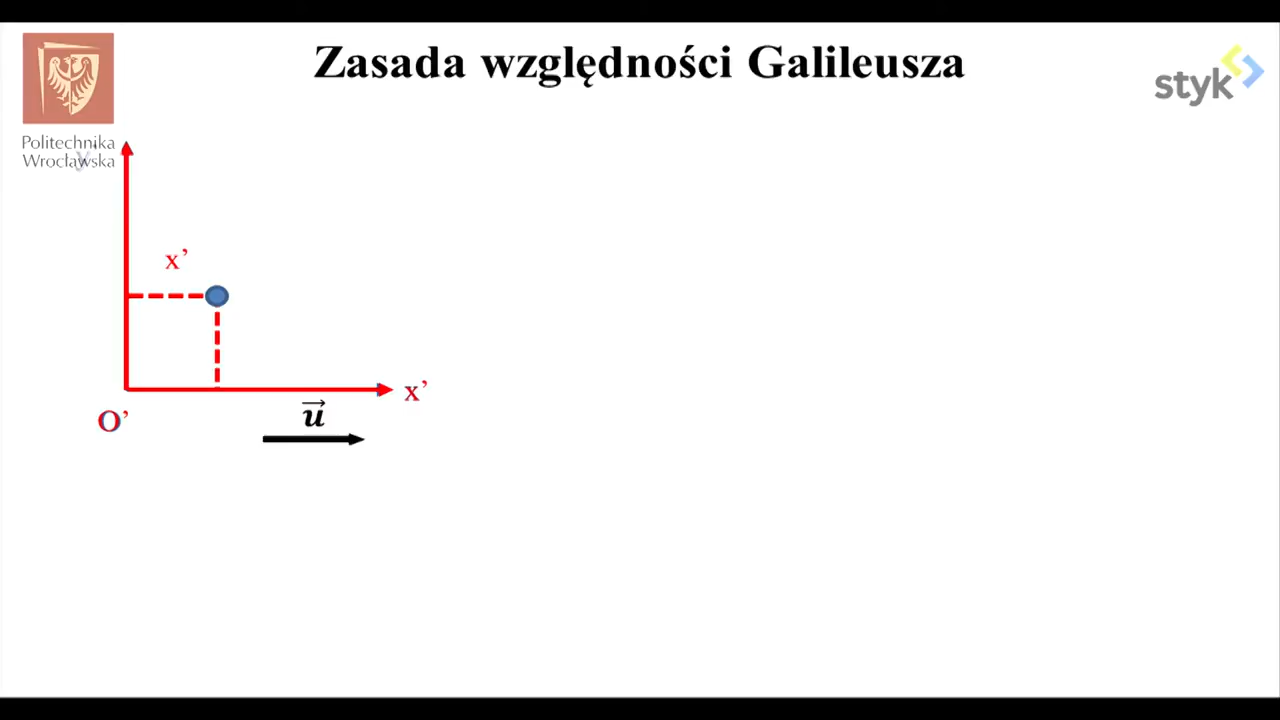 Zasada względności Galileusza
styk
Politechnika
Wrocławska
y'
x’
x’
u
O’